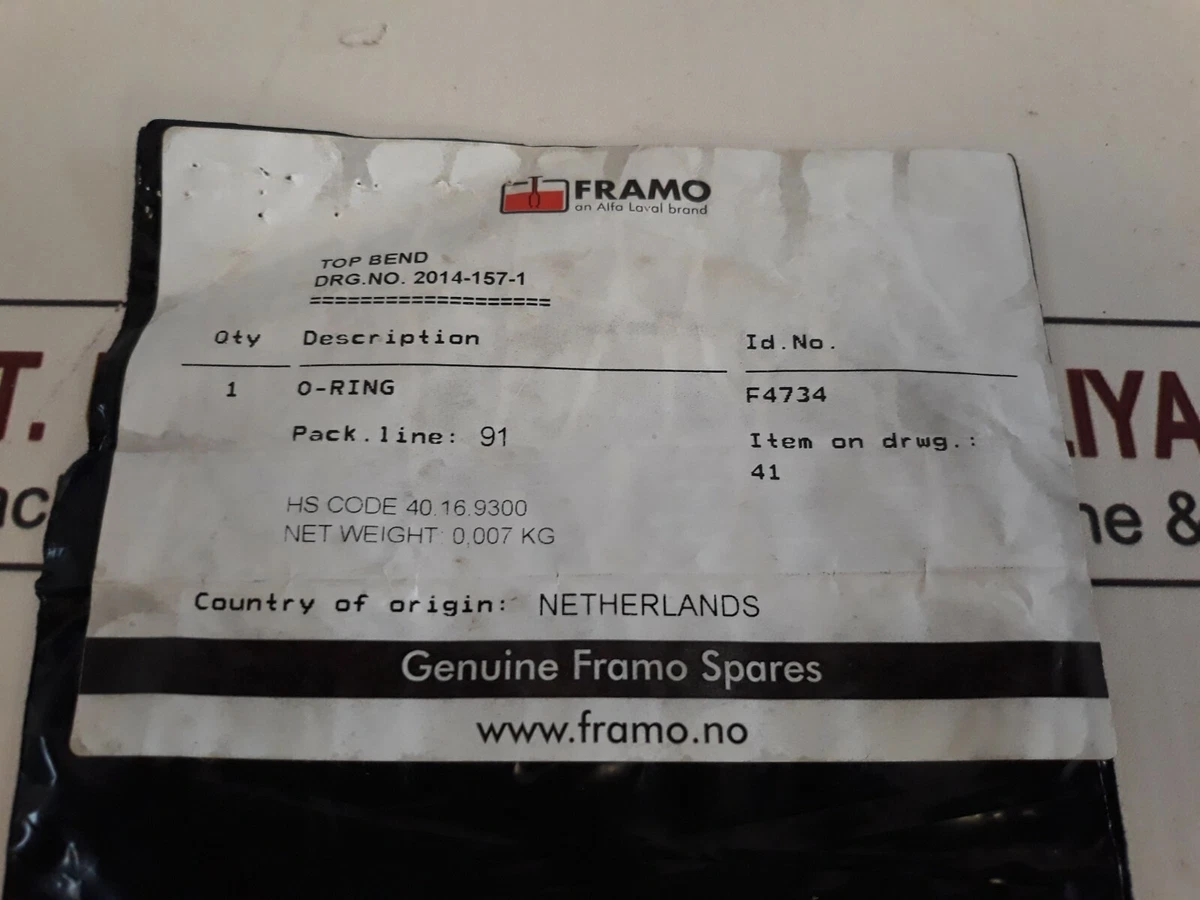 FRAMO
an Alfa Laval brand
TOP BEND
DRG.NO. 2014-157-1
===================
Qty Description Id.No.
1 O-RING F4734
Pack.line: 91 Item on drwg.:
41
HS CODE 40.16.9300
NET WEIGHT: 0,007 KG
Country of origin: NETHERLANDS
Genuine Framo Spares
www.framo.no
T.
IYA
&